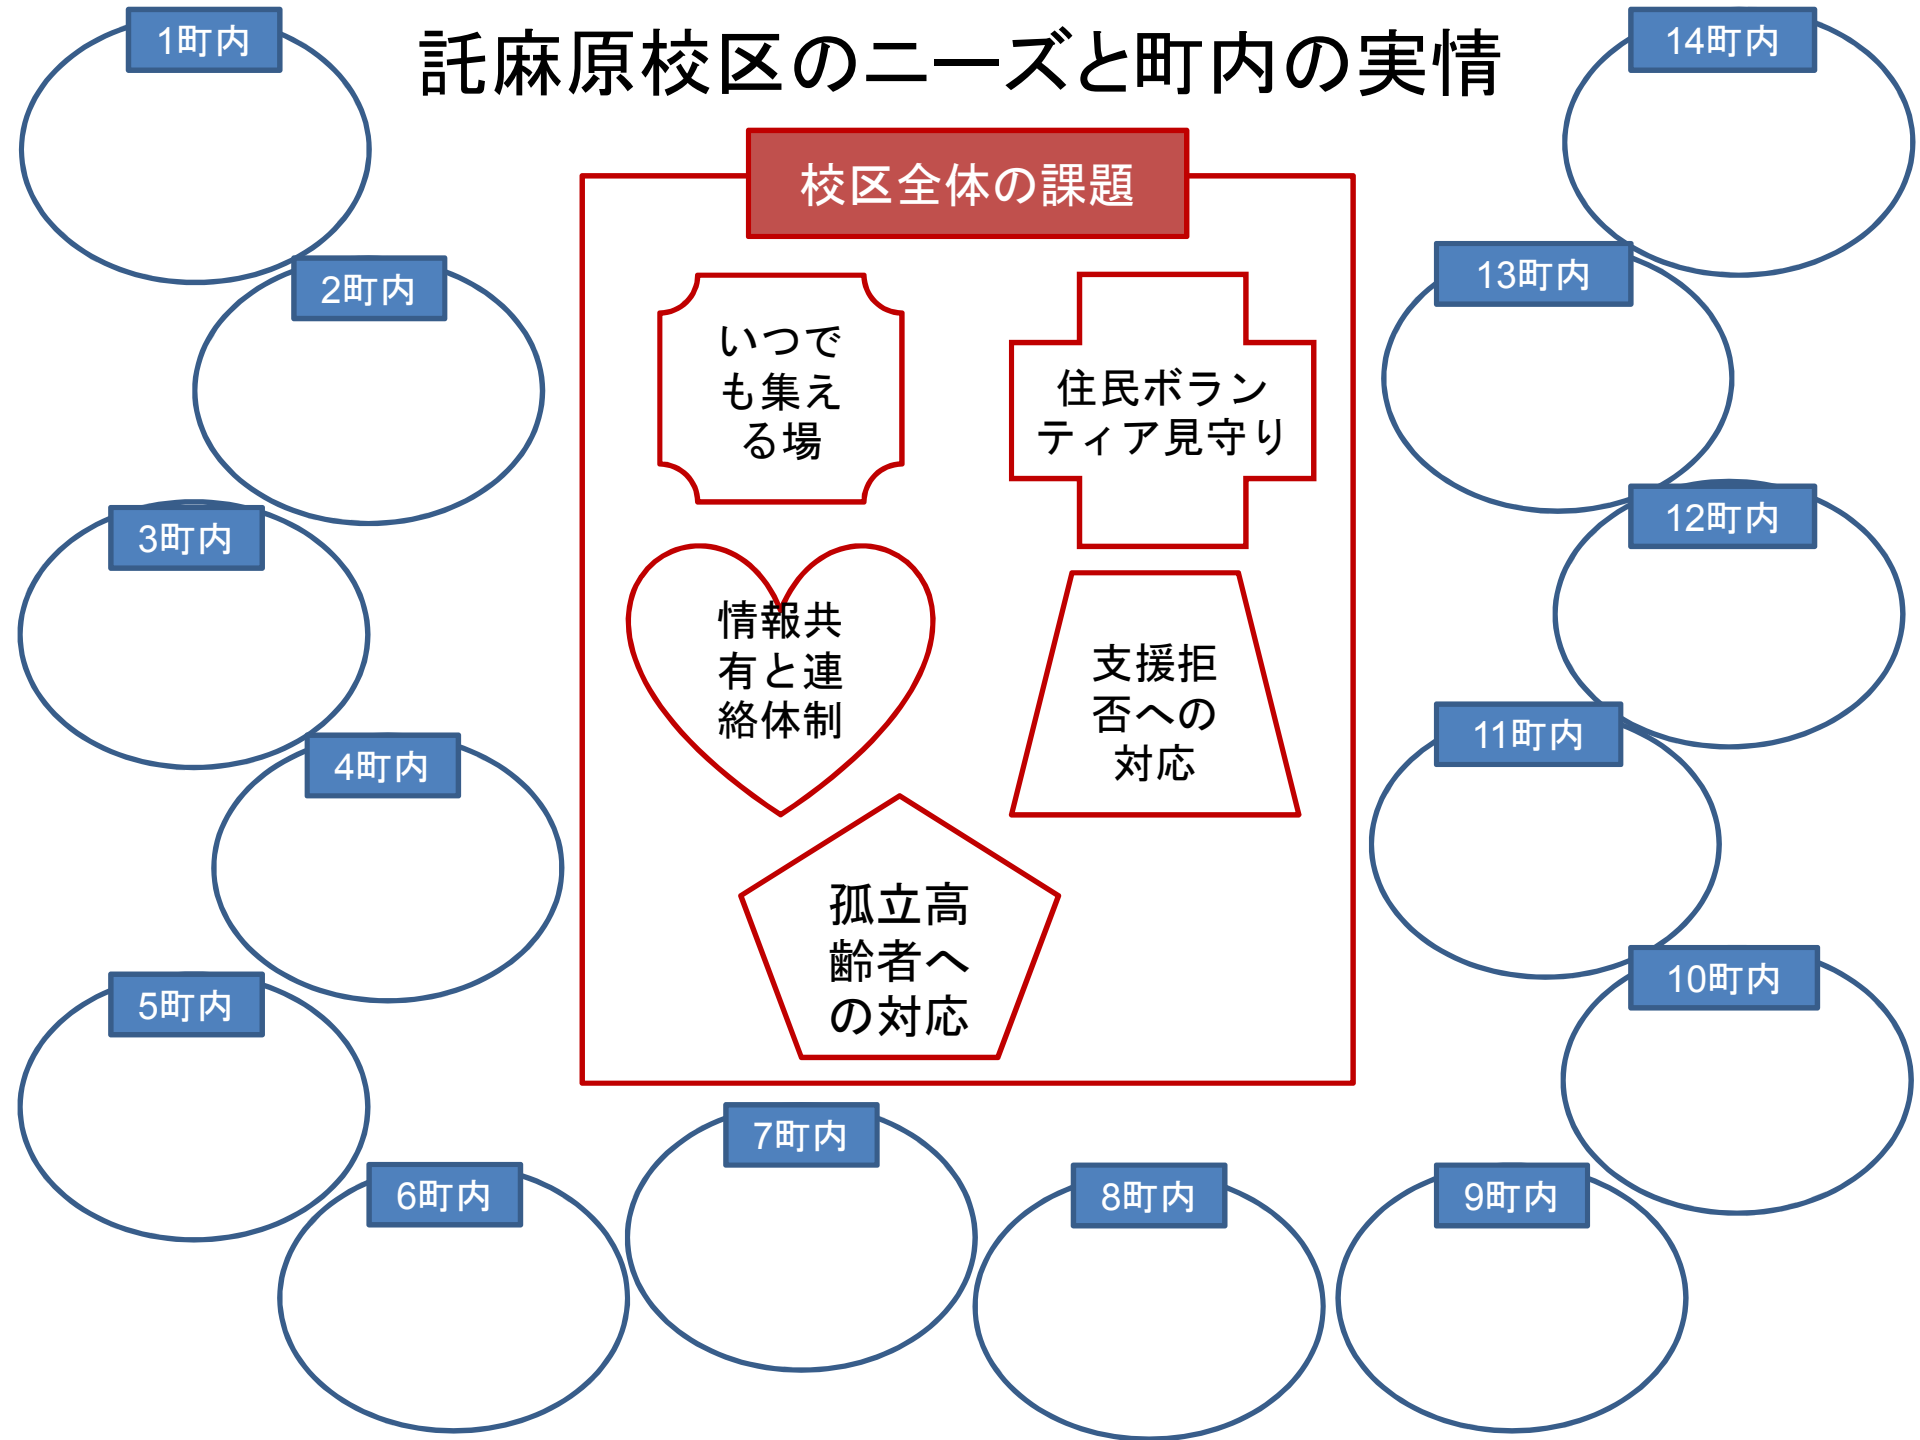 託麻原校区のニーズと町内の実情
校区全体の課題
いつで
も集え
る場
住民ボラン
ティア見守り
情報共
有と連
絡体制
支援拒
否への
対応
孤立高
齢者へ
の対応
1町内
2町内
3町内
4町内
5町内
6町内
7町内
8町内
9町内
10町内
11町内
12町内
13町内
14町内